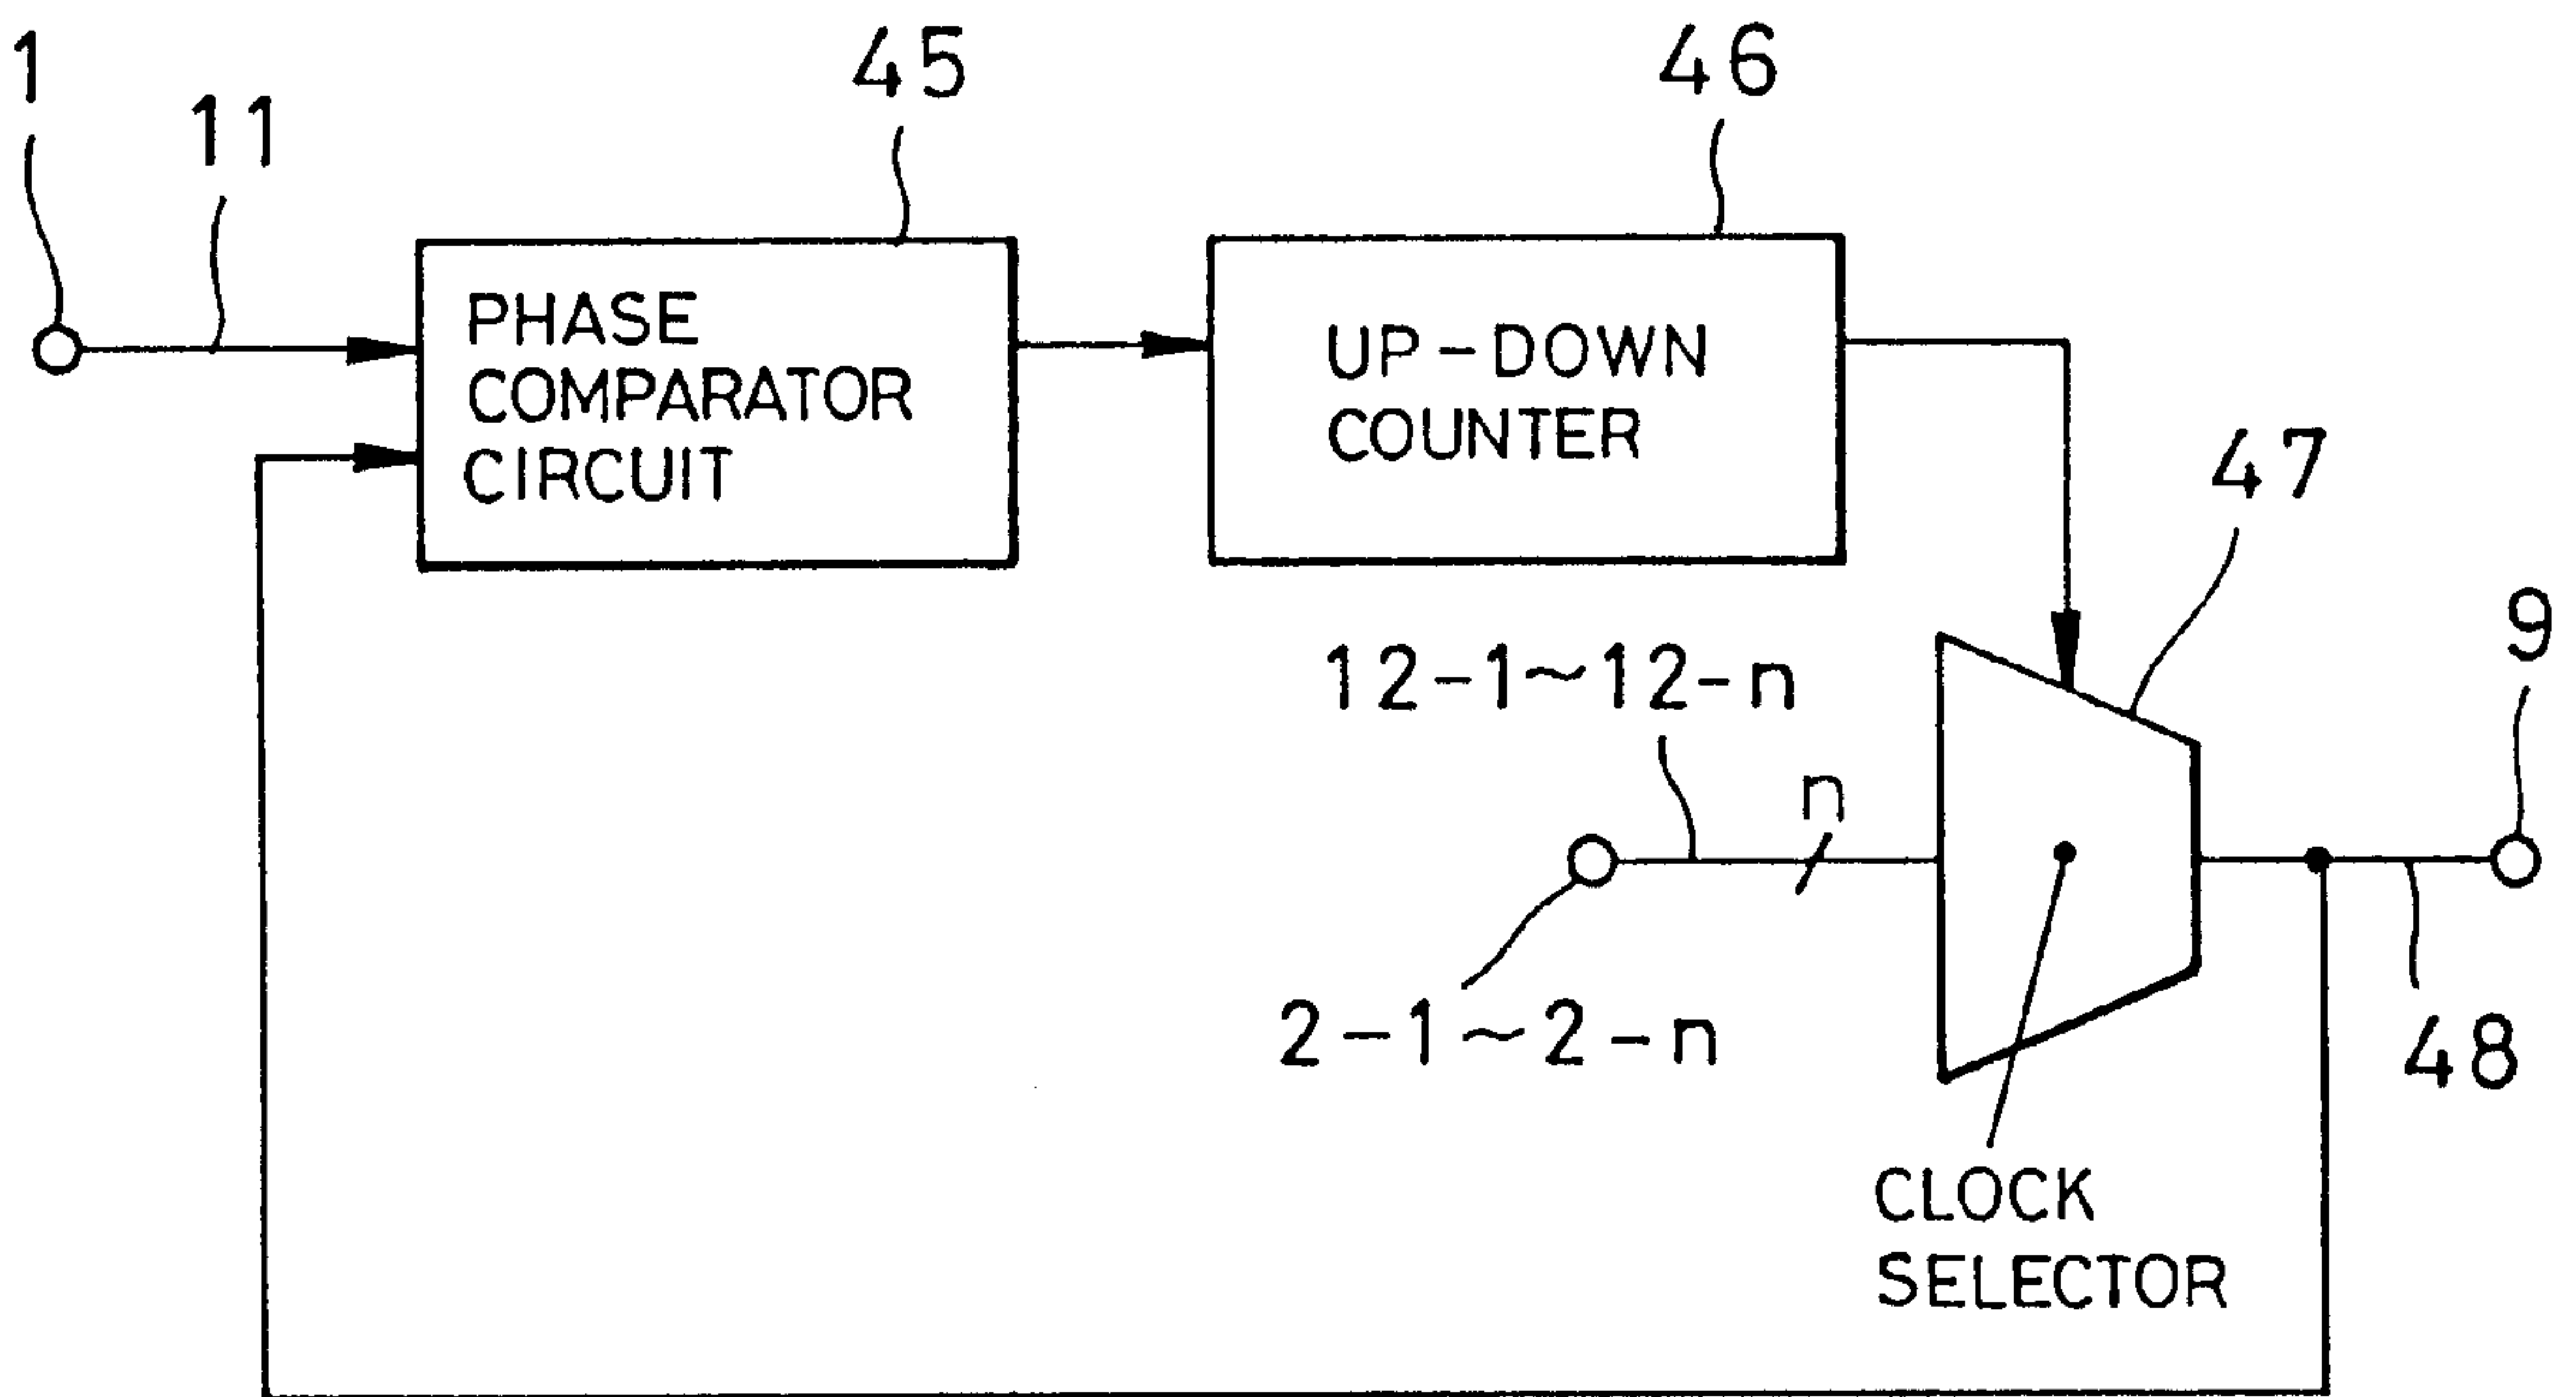 1
11
45
46
PHASE
COMPARATOR
CIRCUIT
UP-DOWN
COUNTER
47
9
12-1~12-n
n
2-1~2-n
48
CLOCK
SELECTOR